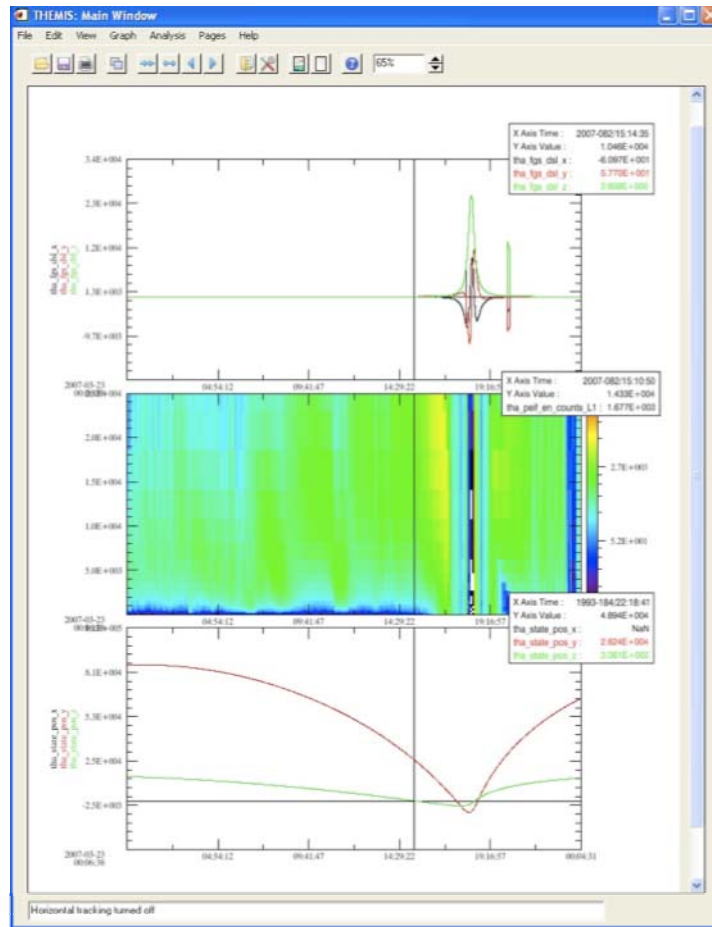 THEMIS: Main Window
File Edit View Graph Analysis Pages Help
65%
X Axis Time : 2007-082/15:14:35
Y Axis Value : 1.046E+004
tha_fgs_dsl_x : -6.097E+001
tha_fgs_dsl_y : 5.770E+001
tha_fgs_dsl_z :
3.4E+004
2.3E+004
1.2E+004
1.3E+003
-9.7E+003
tha_fgs_dsl_x
tha_fgs_dsl_y
tha_fgs_dsl_z
2007-03-23
04:54:12 09:41:47 14:29:22 19:16:57
X Axis Time : 2007-082/15:10:50
Y Axis Value : 1.433E+004
tha_peif_en_counts_L1 : 1.677E+003
2.0E+004
1.5E+004
1.0E+004
5.0E+003
2.7E+003
5.2E+001
2007-03-23
04:54:12 09:41:47 14:29:22 19:16:57
X Axis Time : 1993-184/22:18:41
Y Axis Value : 4.894E+004
tha_state_pos_x : NaN
tha_state_pos_y : 2.624E+004
tha_state_pos_z :
8.1E+004
5.3E+004
2.5E+004
-2.5E+003
tha_state_pos_x
tha_state_pos_y
tha_state_pos_z
2007-03-23
00:06:36
04:54:12 09:41:47 14:29:22 19:16:57 00:04:31
Horizontal tracking turned off